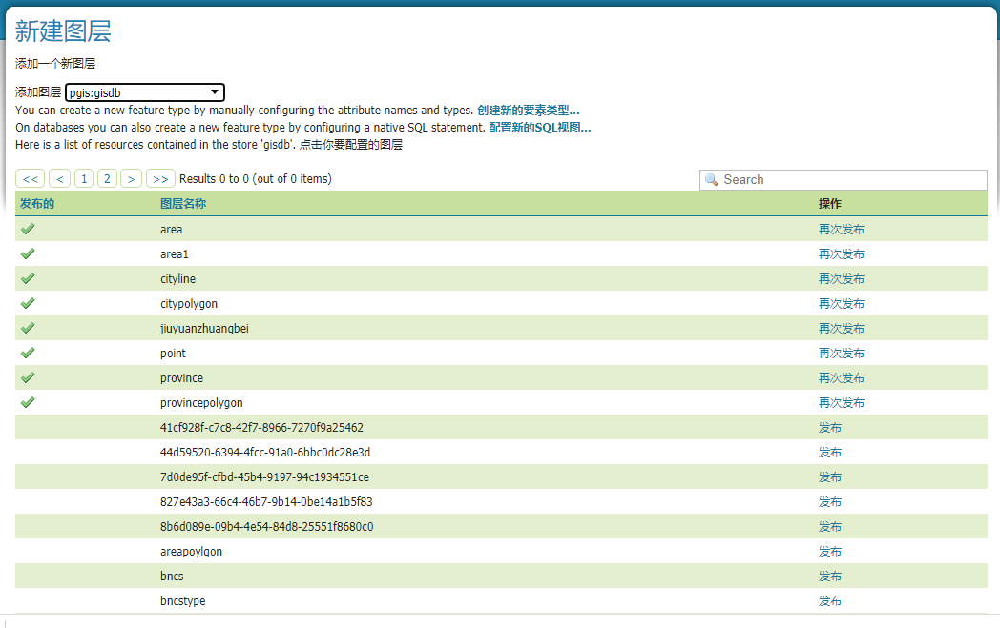 新建图层
添加一个新图层
添加图层 pgis:gisdb
You can create a new feature type by manually configuring the attribute names and types. 创建新的要素类型...
On databases you can also create a new feature type by configuring a native SQL statement. 配置新的SQL视图...
Here is a list of resources contained in the store 'gisdb'. 点击你要配置的图层
<< < 1 2 > >> Results 0 to 0 (out of 0 items) Search
发布的 图层名称 操作
area 再次发布
area1 再次发布
cityline 再次发布
citypolygon 再次发布
jiuyuanzhuangbei 再次发布
point 再次发布
province 再次发布
provincepolygon 再次发布
41cf928f-c7c8-42f7-8966-7270f9a25462 发布
44d59520-6394-4fcc-91a0-6bbc0dc28e3d 发布
7d0de95f-cfbd-45b4-9197-94c1934551ce 发布
827e43a3-66c4-46b7-9b14-0be14a1b5f83 发布
8b6d089e-09b4-4e54-84d8-25551f8680c0 发布
areapoylgon 发布
bncs 发布
bncstype 发布